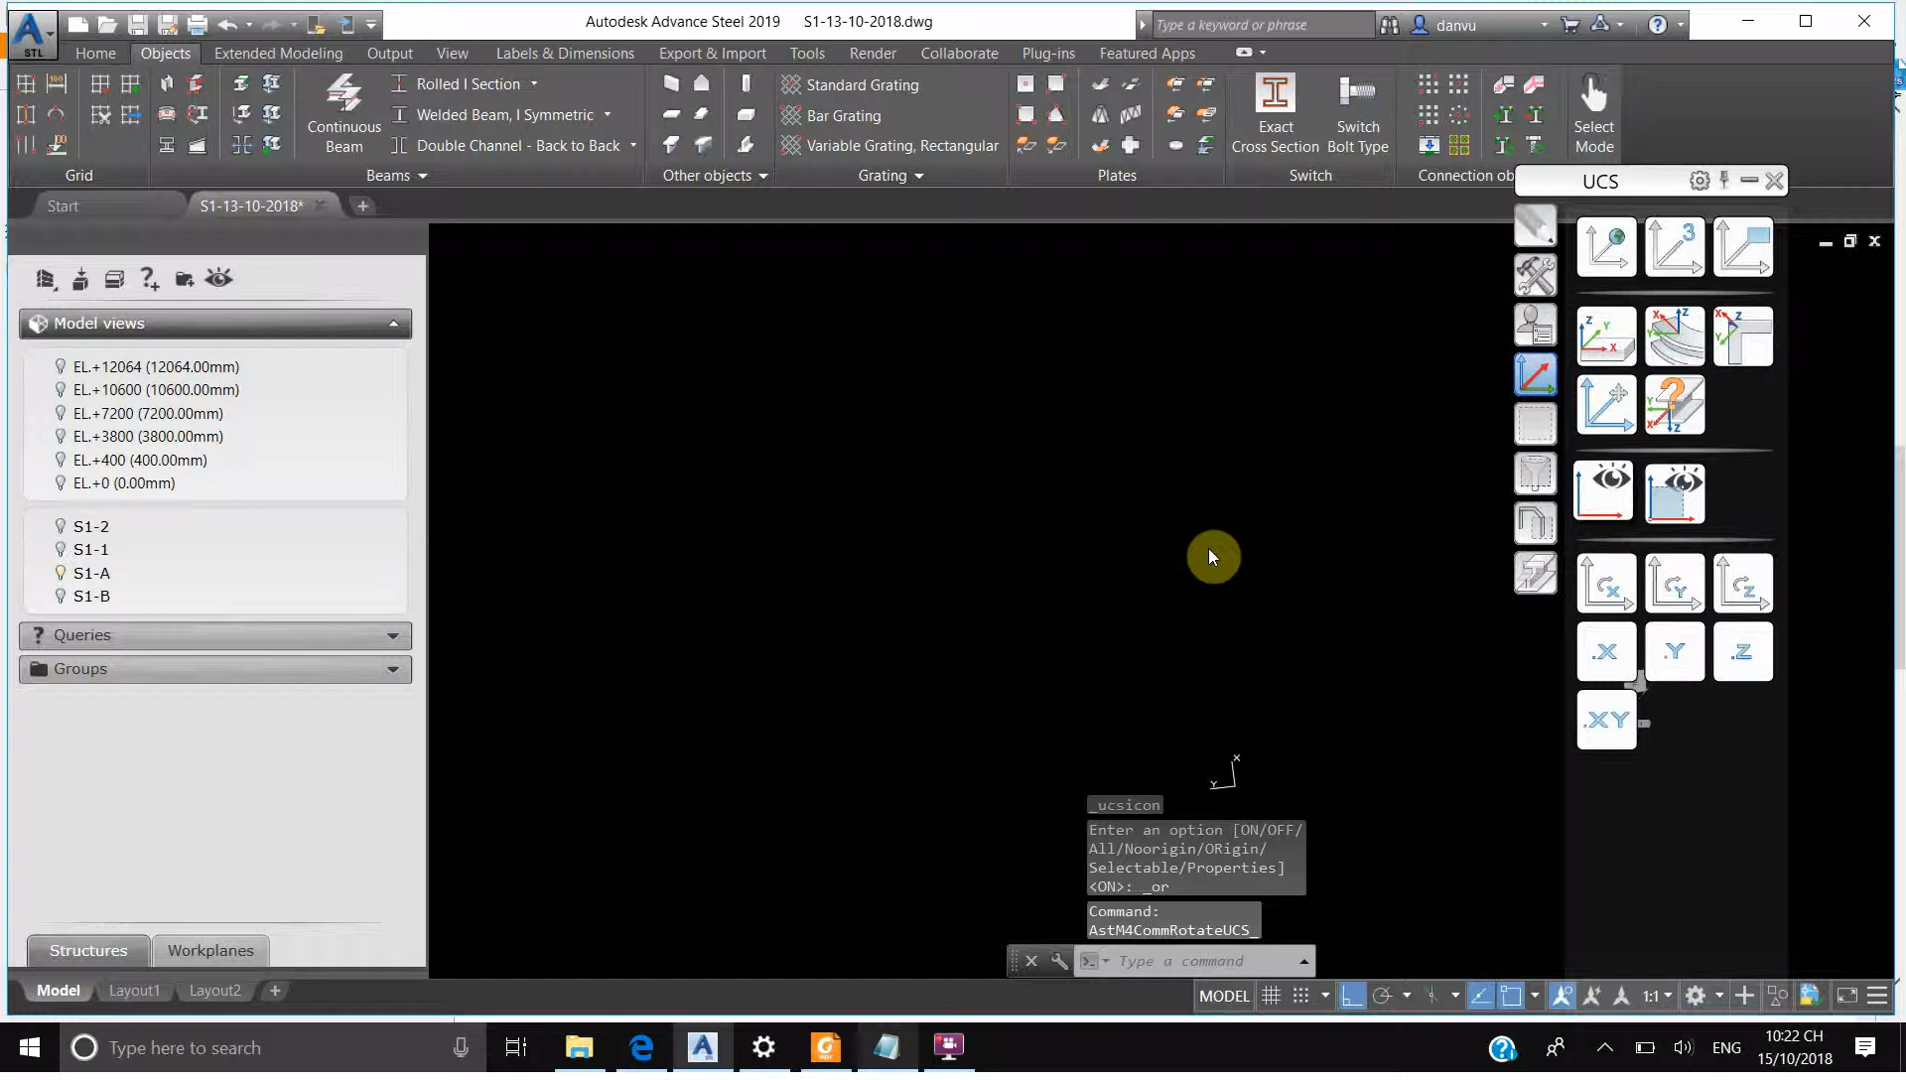 STL
Autodesk Advance Steel 2019 S1-13-10-2018.dwg
Type a keyword or phrase
danvu
Home Objects Extended Modeling Output View Labels & Dimensions Export & Import Tools Render Collaborate Plug-ins Featured Apps
Continuous
Beam
Rolled I Section
Welded Beam, I Symmetric
Double Channel - Back to Back
Standard Grating
Bar Grating
Variable Grating, Rectangular
Exact
Cross Section
Switch
Bolt Type
Select
Mode
Grid Beams Other objects Grating Plates Switch Connection ob
UCS
Start S1-13-10-2018*
3
Model views
EL.+12064 (12064.00mm)
EL.+10600 (10600.00mm)
EL.+7200 (7200.00mm)
EL.+3800 (3800.00mm)
EL.+400 (400.00mm)
EL.+0 (0.00mm)
S1-2
S1-1
S1-A
S1-B
? Queries
Groups
X Y Z
.X .Y .Z
.XY
X
Y
_ucsicon
Enter an option [ON/OFF/
All/Noorigin/ORigin/
Selectable/Properties]
<ON>: _or
Command:
AstM4CommRotateUCS_
Type a command
Structures Workplanes
Model Layout1 Layout2
MODEL 1:1
Type here to search
ENG
10:22 CH
15/10/2018